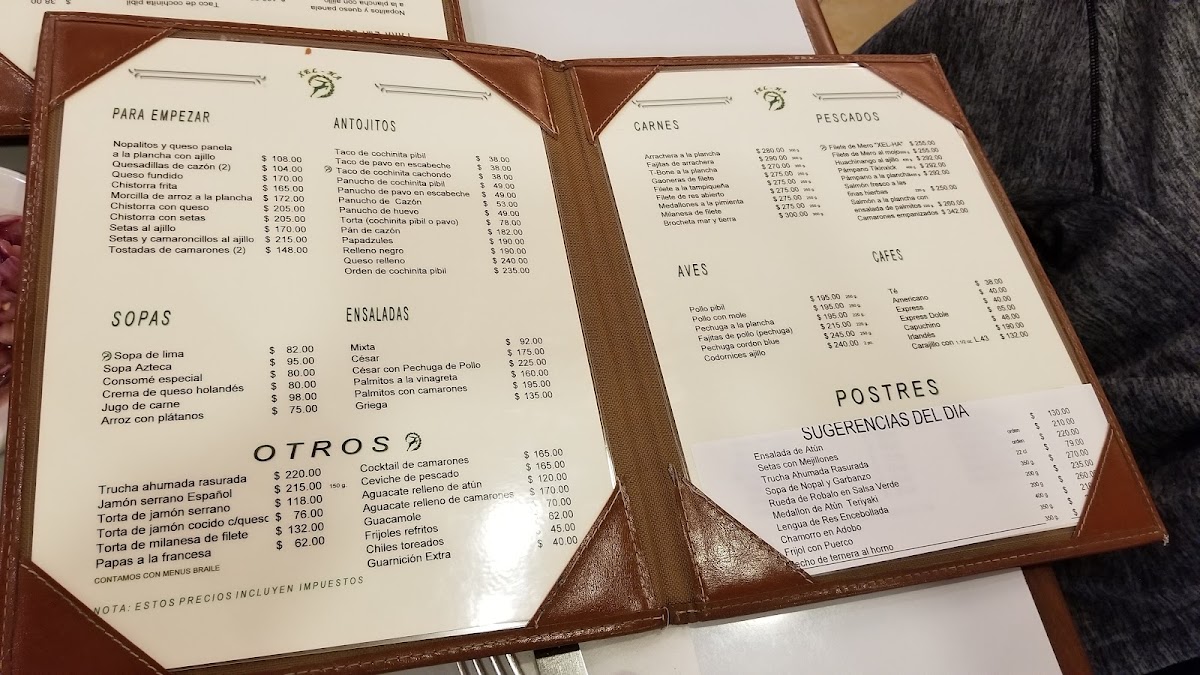 XEL-HA
PARA EMPEZAR
Nopalitos y queso panela
a la plancha con ajillo $ 108.00
Quesadillas de cazón (2) $ 104.00
Queso fundido $ 170.00
Chistorra frita $ 165.00
Morcilla de arroz a la plancha $ 172.00
Chistorra con queso $ 205.00
Chistorra con setas $ 205.00
Setas al ajillo $ 170.00
Setas y camaroncillos al ajillo $ 215.00
Tostadas de camarones (2) $ 148.00
ANTOJITOS
Taco de cochinita pibil $ 38.00
Taco de pavo en escabeche $ 38.00
Taco de cochinita cachondo $ 38.00
Panucho de cochinita pibil $ 49.00
Panucho de pavo en escabeche $ 49.00
Panucho de Cazón $ 53.00
Panucho de huevo $ 49.00
Torta (cochinita pibil o pavo) $ 78.00
Pán de cazón $ 182.00
Papadzules $ 190.00
Relleno negro $ 190.00
Queso relleno $ 240.00
Orden de cochinita pibil $ 235.00
SOPAS
Sopa de lima $ 82.00
Sopa Azteca $ 95.00
Consomé especial $ 80.00
Crema de queso holandés $ 80.00
Jugo de carne $ 98.00
Arroz con plátanos $ 75.00
ENSALADAS
Mixta $ 92.00
César $ 175.00
César con Pechuga de Pollo $ 225.00
Palmitos a la vinagreta $ 160.00
Palmitos con camarones $ 195.00
Griega $ 135.00
OTROS
Trucha ahumada rasurada $ 220.00
Jamón serrano Español $ 215.00 150 g.
Torta de jamón serrano $ 118.00
Torta de jamón cocido c/queso $ 76.00
Torta de milanesa de filete $ 132.00
Papas a la francesa $ 62.00
Cocktail de camarones $ 165.00
Ceviche de pescado $ 165.00
Aguacate relleno de atún $ 120.00
Aguacate relleno de camarones $ 170.00
Guacamole 70.00
Frijoles refritos 62.00
Chiles toreados $ 45.00
Guarnición Extra $ 40.00
CONTAMOS CON MENUS BRAILE
NOTA: ESTOS PRECIOS INCLUYEN IMPUESTOS
XEL-HA
CARNES
Arrachera a la plancha $ 280.00
Fajitas de arrachera $ 290.00
T-Bone a la plancha $ 270.00
Gaoneras de filete $ 275.00
Filete a la tampiqueña $ 275.00
Filete de res abierto $ 275.00
Medallones a la pimienta $ 275.00
Milanesa de filete $ 275.00
Brocheta mar y tierra $ 300.00
PESCADOS
Filete de Mero "XEL-HA" $ 255.00
Filete de Mero al mojo $ 255.00
Huachinango al ajillo $ 292.00
Pámpano Tikinxick $ 292.00
Pámpano a la plancha $ 292.00
Salmón fresco a las
finas hierbas $ 250.00
Salmón a la plancha con
ensalada de palmitos $ 260.00
Camarones empanizados $ 342.00
AVES
Pollo pibil $ 195.00
Pollo con mole $ 195.00
Pechuga a la plancha $ 195.00
Fajitas de pollo (pechuga) $ 215.00
Pechuga cordon blue $ 245.00
Codornices ajillo $ 240.00
CAFES
Té $ 38.00
Americano $ 40.00
Express $ 40.00
Express Doble $ 65.00
Capuchino $ 48.00
Irlandés $ 190.00
Carajillo con 1 1/2 oz. L.43 $ 132.00
POSTRES
SUGERENCIAS DEL DIA
Ensalada de Atún $ 130.00
Setas con Mejillones orden $ 210.00
Trucha Ahumada Rasurada orden $ 220.00
Sopa de Nopal y Garbanzo 12 cl $ 79.00
Rueda de Robalo en Salsa Verde 350 g $ 270.00
Medallon de Atún Teriyaki 200 g $ 235.00
Lengua de Res Encebollada 200 g $ 260.00
Chamorro en Adobo 400 g $
Frijol con Puerco 350 g
Pecho de ternera al horno 350 g